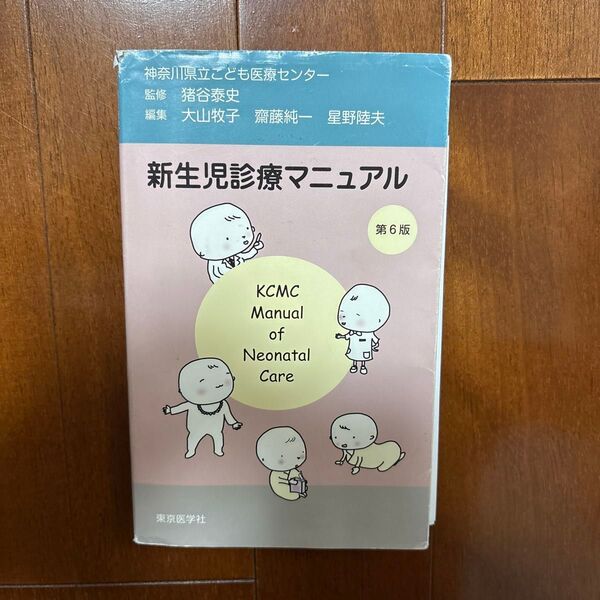 神奈川県立こども医療センター
監修 猪谷泰史
編集 大山牧子 齋藤純一 星野陸夫
新生児診療マニュアル
第6版
KCMC
Manual
of
Neonatal
Care
東京医学社